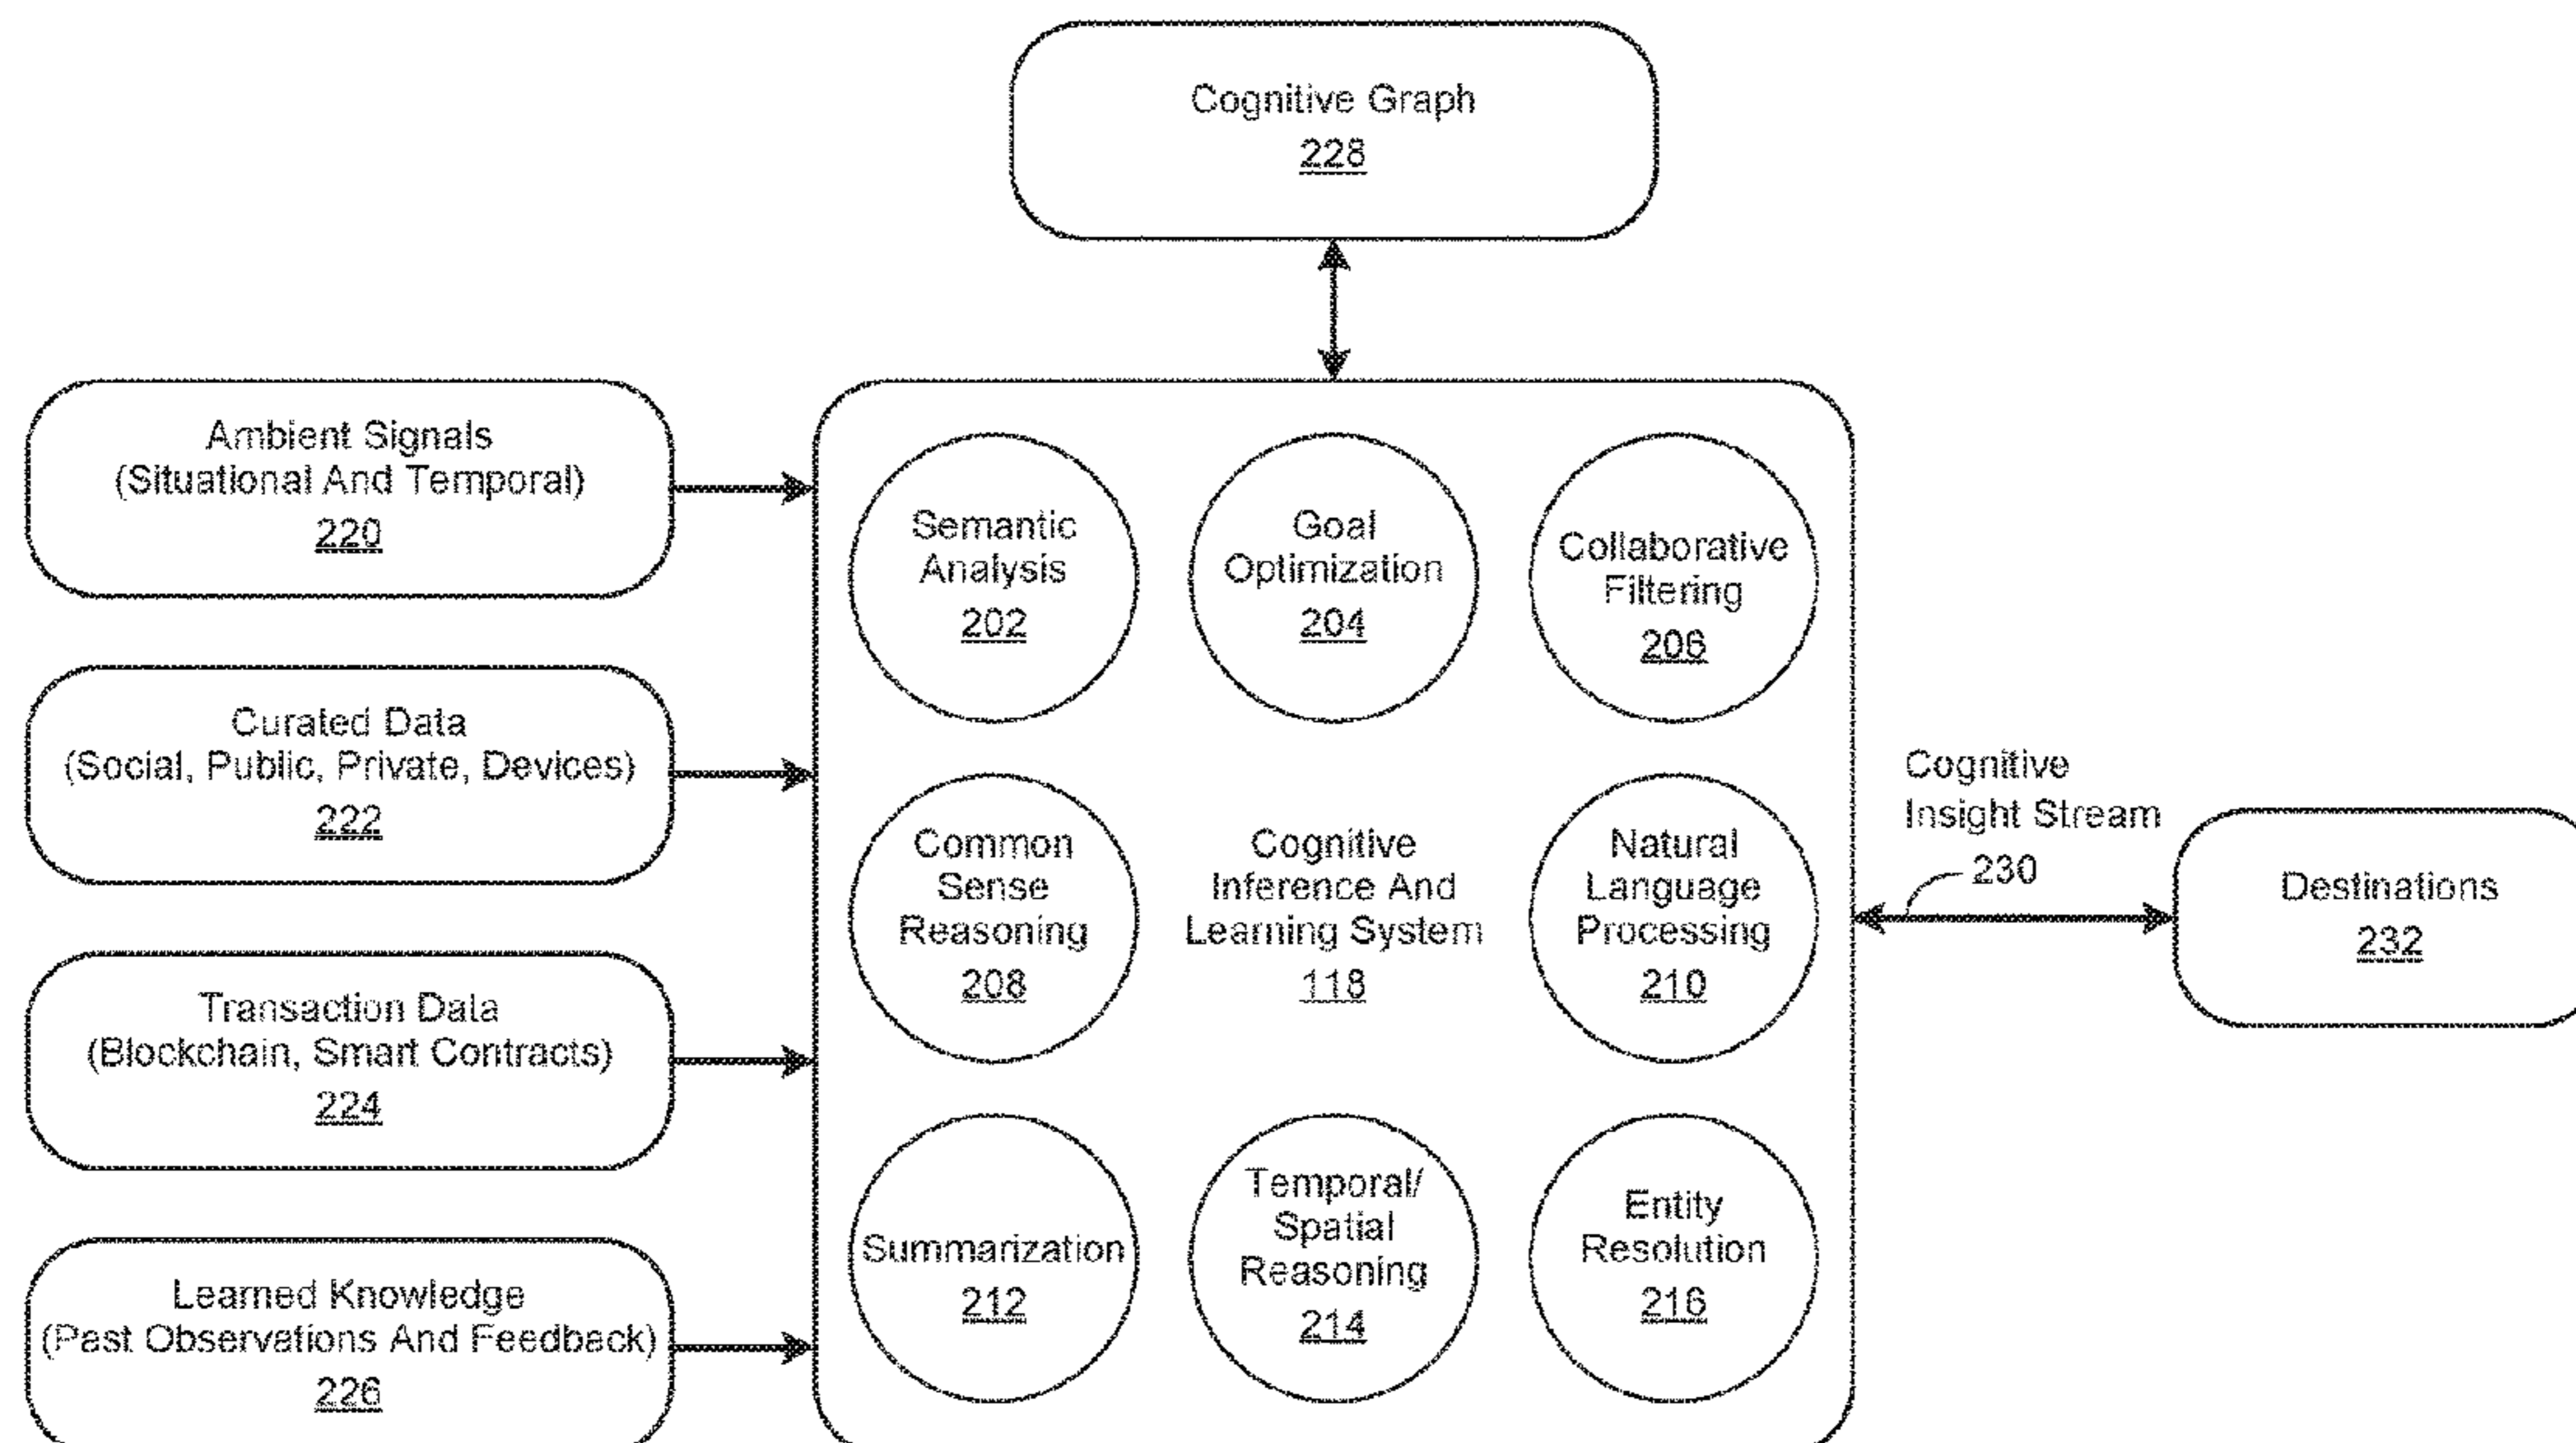 Cognitive Graph
228
Ambient Signals
(Situational And Temporal)
220
Curated Data
(Social, Public, Private, Devices)
222
Transaction Data
(Blockchain, Smart Contracts)
224
Learned Knowledge
(Past Observations And Feedback)
226
Semantic
Analysis
202
Goal
Optimization
204
Collaborative
Filtering
206
Common
Sense
Reasoning
208
Cognitive
Inference And
Learning System
118
Natural
Language
Processing
210
Summarization
212
Temporal/
Spatial
Reasoning
214
Entity
Resolution
216
Cognitive
Insight Stream
230
Destinations
232